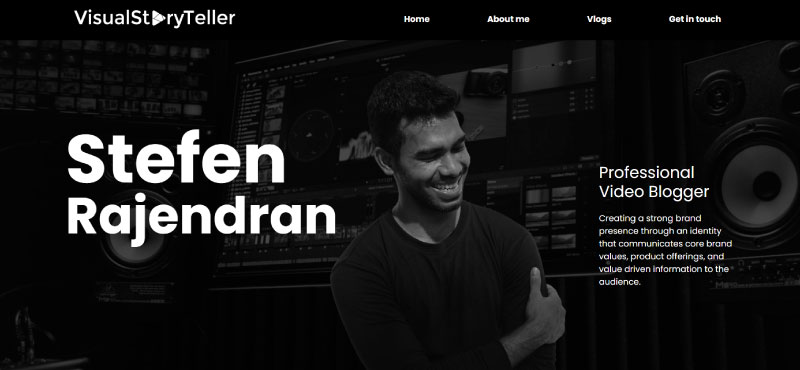 VisualStoryTeller
Home
About me
Vlogs
Get in touch
Stefen
Rajendran
Professional
Video Blogger
Creating a strong brand
presence through an identity
that communicates core brand
values, product offerings, and
value driven information to the
audience.